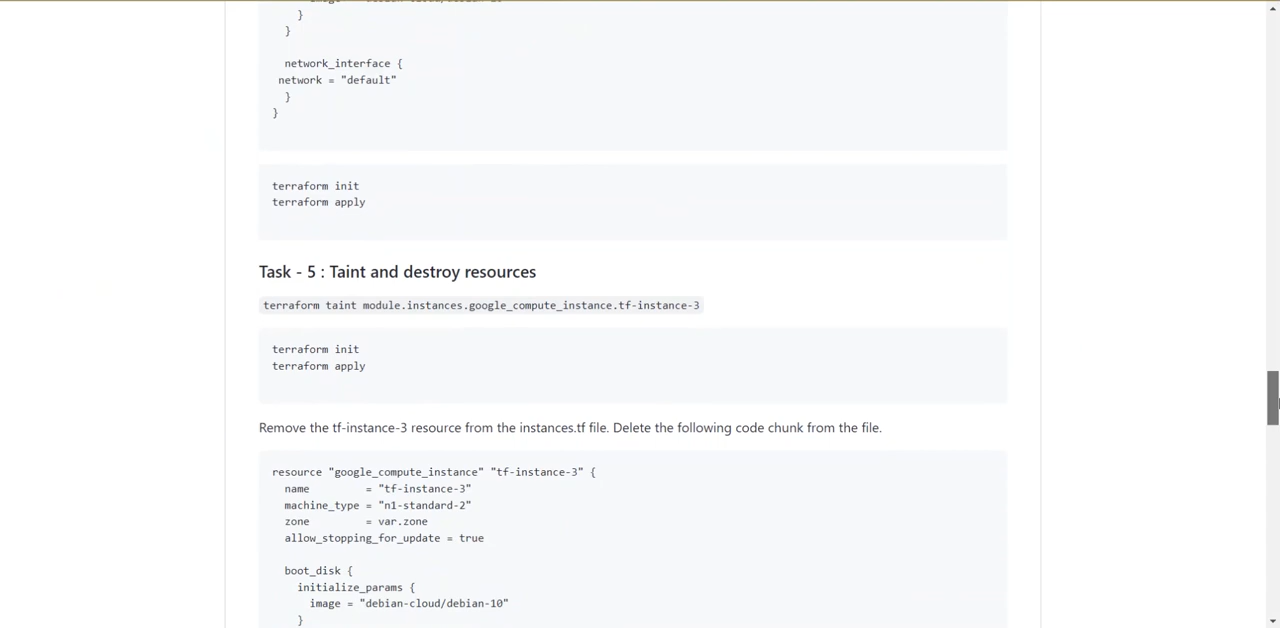 }
}
network_interface {
network = "default"
}
}
terraform init
terraform apply
Task - 5 : Taint and destroy resources
terraform taint module.instances.google_compute_instance.tf-instance-3
terraform init
terraform apply
Remove the tf-instance-3 resource from the instances.tf file. Delete the following code chunk from the file.
resource "google_compute_instance" "tf-instance-3" {
name         = "tf-instance-3"
machine_type = "n1-standard-2"
zone         = var.zone
allow_stopping_for_update = true
boot_disk {
initialize_params {
image = "debian-cloud/debian-10"
}